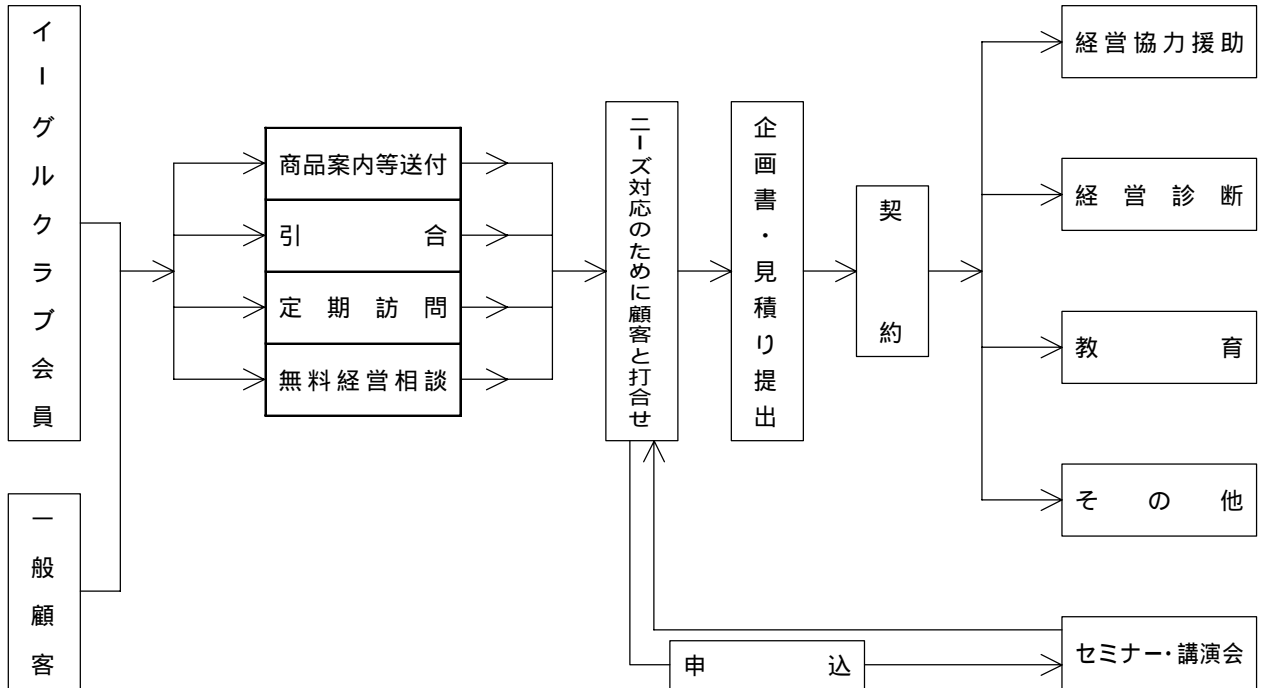 イーグルクラブ会員
一般顧客
商品案内等送付
引合
定期訪問
無料経営相談
ニーズ対応のために顧客と打合せ
企画書・見積り提出
契約
経営協力援助
経営診断
教育
その他
セミナー・講演会
申込